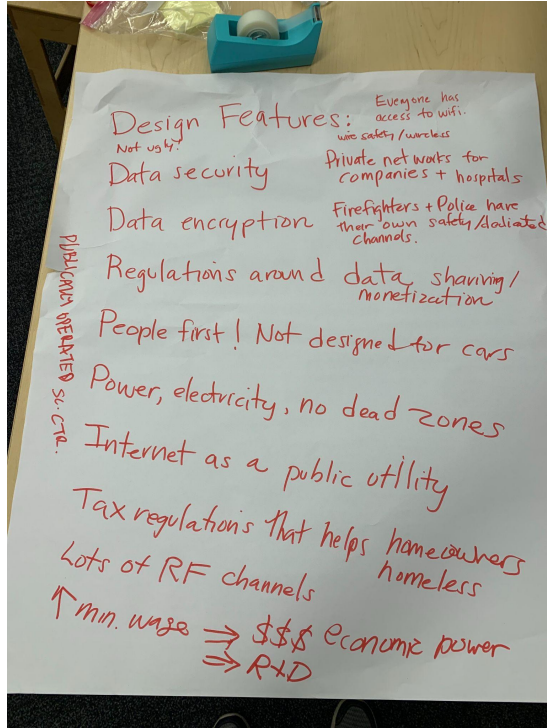 Design Features:
Everyone has
access to wifi.
Not ugly!
wire safety/wireless
Data security
Private networks for
companies + hospitals
Data encryption
Firefighters + Police have
their own safety/dedicated
channels.
Regulations around data sharing/
monetization
People first! Not designed for cars
Power, electricity, no dead zones
Internet as a public utility
Tax regulations that helps homeowners
homeless
Lots of RF channels
↑ min. wage ⇒ $$$ economic power
⇒ R+D
PUBLICALLY OPERATED SC. CTR.